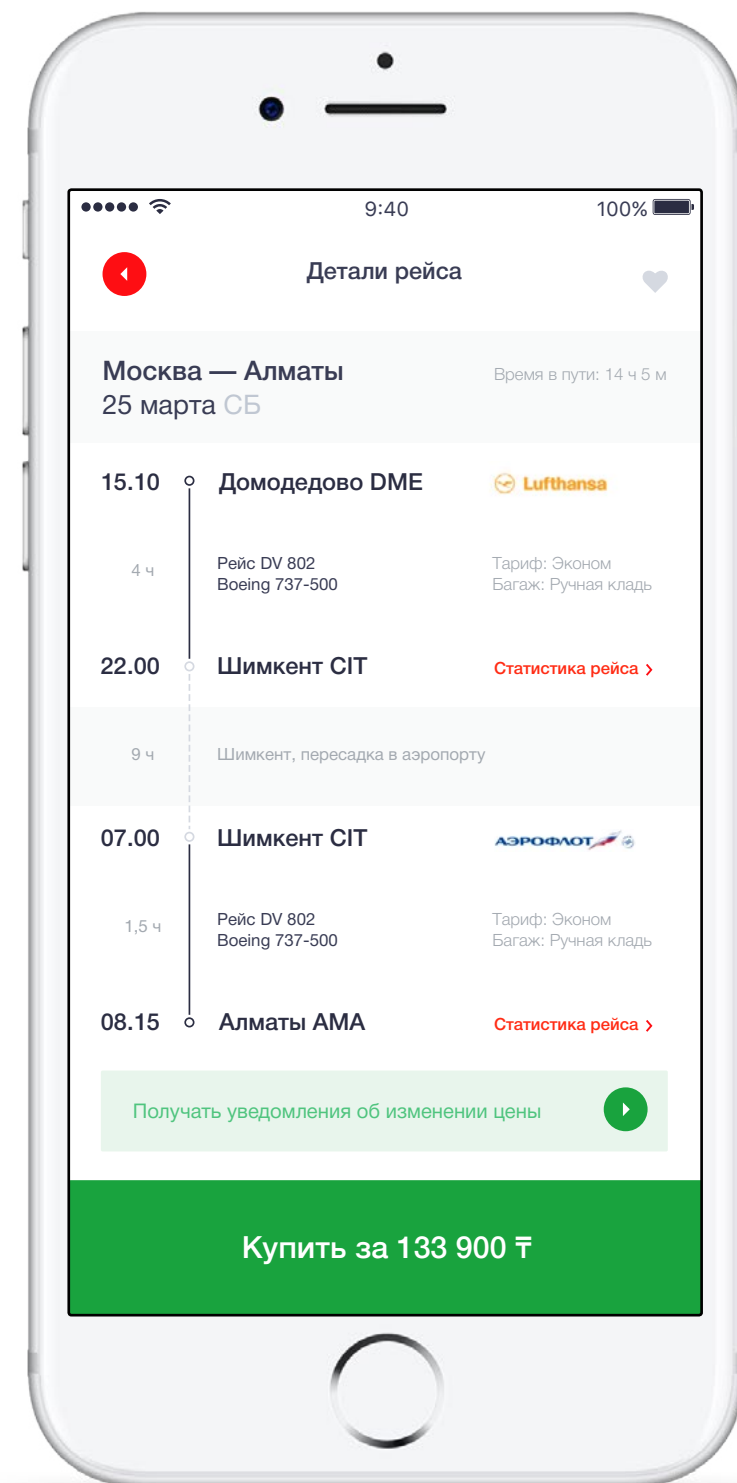 9:40
100%
Детали рейса
Москва — Алматы
Время в пути: 14 ч 5 м
25 марта СБ
15.10
Домодедово DME
Lufthansa
4 ч
Рейс DV 802
Boeing 737-500
Тариф: Эконом
Багаж: Ручная кладь
22.00
Шимкент CIT
Статистика рейса
9 ч
Шимкент, пересадка в аэропорту
07.00
Шимкент CIT
АЭРОФЛОТ
1,5 ч
Рейс DV 802
Boeing 737-500
Тариф: Эконом
Багаж: Ручная кладь
08.15
Алматы AMA
Статистика рейса
Получать уведомления об изменении цены
Купить за 133 900 ₸